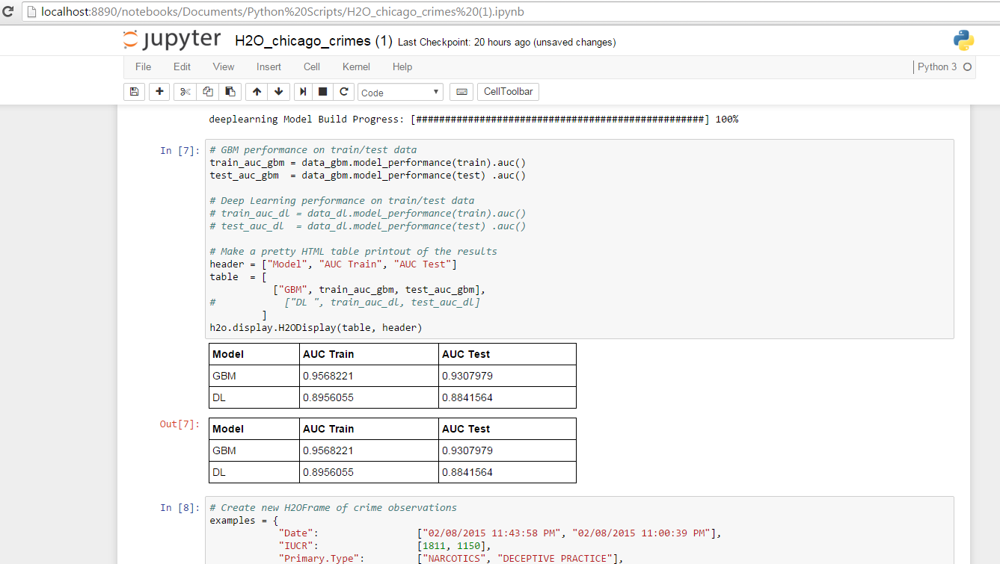 localhost:8890/notebooks/Documents/Python%20Scripts/H2O_chicago_crimes%20(1).ipynb
jupyter H2O_chicago_crimes (1) Last Checkpoint: 20 hours ago (unsaved changes)
File Edit View Insert Cell Kernel Help Python 3
Code CellToolbar
deeplearning Model Build Progress: [##################################################] 100%
In [7]: # GBM performance on train/test data
train_auc_gbm = data_gbm.model_performance(train).auc()
test_auc_gbm  = data_gbm.model_performance(test) .auc()
# Deep Learning performance on train/test data
# train_auc_dl = data_dl.model_performance(train).auc()
# test_auc_dl  = data_dl.model_performance(test) .auc()
# Make a pretty HTML table printout of the results
header = ["Model", "AUC Train", "AUC Test"]
table  = [
["GBM", train_auc_gbm, test_auc_gbm],
#            ["DL ", train_auc_dl, test_auc_dl]
]
h2o.display.H2ODisplay(table, header)
Model AUC Train AUC Test
GBM 0.9568221 0.9307979
DL 0.8956055 0.8841564
Out[7]: Model AUC Train AUC Test
GBM 0.9568221 0.9307979
DL 0.8956055 0.8841564
In [8]: # Create new H2OFrame of crime observations
examples = {
"Date": ["02/08/2015 11:43:58 PM", "02/08/2015 11:00:39 PM"],
"IUCR": [1811, 1150],
"Primary.Type": ["NARCOTICS", "DECEPTIVE PRACTICE"],